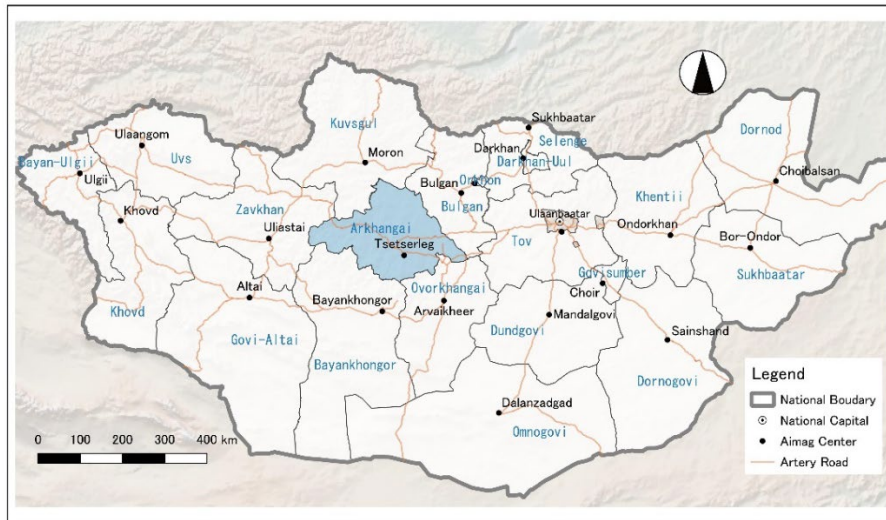 Sukhbaatar
Kuvsgul
Dornod
Ulaangom
Selenge
Darkhan
Bayan-Ulgii
Uvs
Moron
Darkhan-Uul
Ulgii
Orkhon
Choibalsan
Bulgan
Khentii
Khovd
Zavkhan
Bulgan
Arkhangai
Ulaanbaatar
Uliastai
Ondorkhan
Tov
Bor-Ondor
Tsetserleg
Govisumber
Sukhbaatar
Altai
Ovorkhangai
Choir
Bayankhongor
Khovd
Arvaikheer
Mandalgovi
Dundgovi
Govi-Altai
Sainshand
Bayankhongor
Dornogovi
Legend
National Boudary
Dalanzadgad
National Capital
Omnogovi
0 100 200 300 400 km
Aimag Center
Artery Road